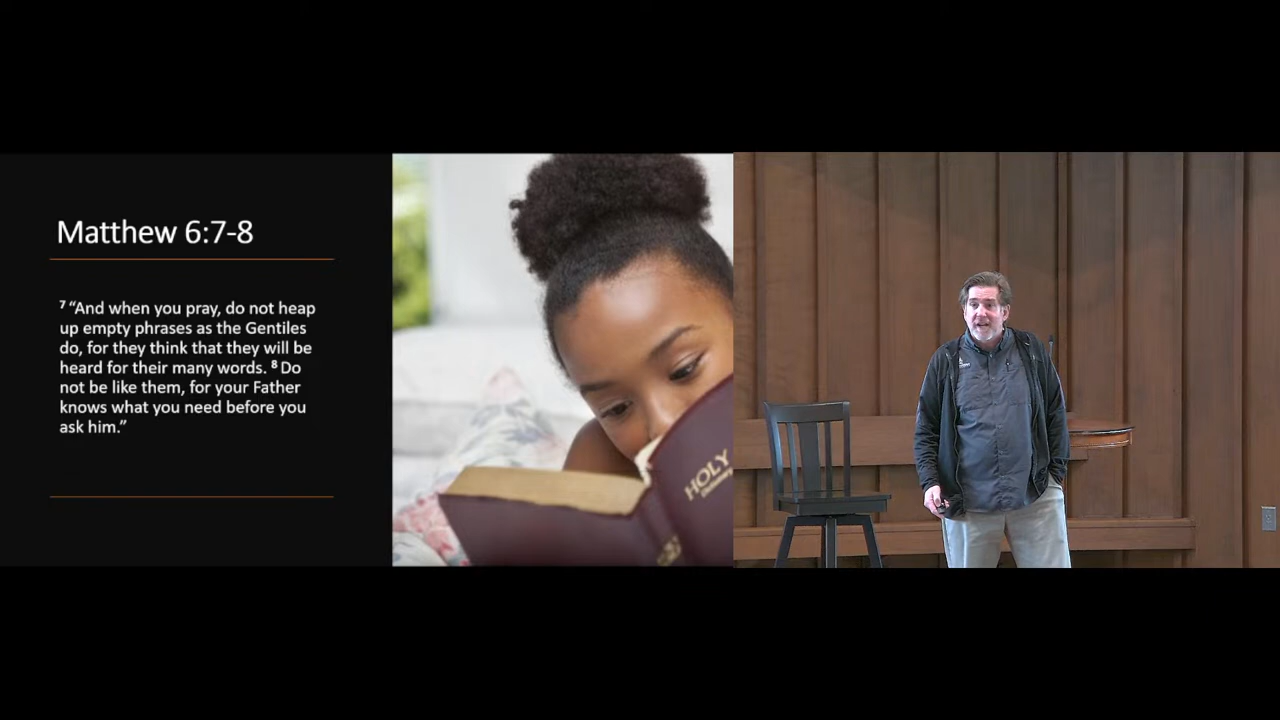 Matthew 6:7-8
7 “And when you pray, do not heap
up empty phrases as the Gentiles
do, for they think that they will be
heard for their many words. 8 Do
not be like them, for your Father
knows what you need before you
ask him.”
HOLY